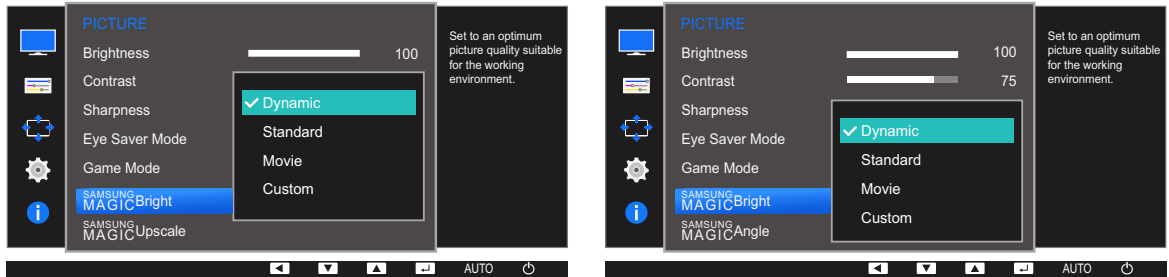 PICTURE
Brightness 100
Contrast
Sharpness
Eye Saver Mode
Game Mode
SAMSUNG
MAGICBright
SAMSUNG
MAGICUpscale
Dynamic
Standard
Movie
Custom
Set to an optimum
picture quality suitable
for the working
environment.
AUTO
PICTURE
Brightness 100
Contrast 75
Sharpness
Eye Saver Mode
Game Mode
SAMSUNG
MAGICBright
SAMSUNG
MAGICAngle
Dynamic
Standard
Movie
Custom
Set to an optimum
picture quality suitable
for the working
environment.
AUTO